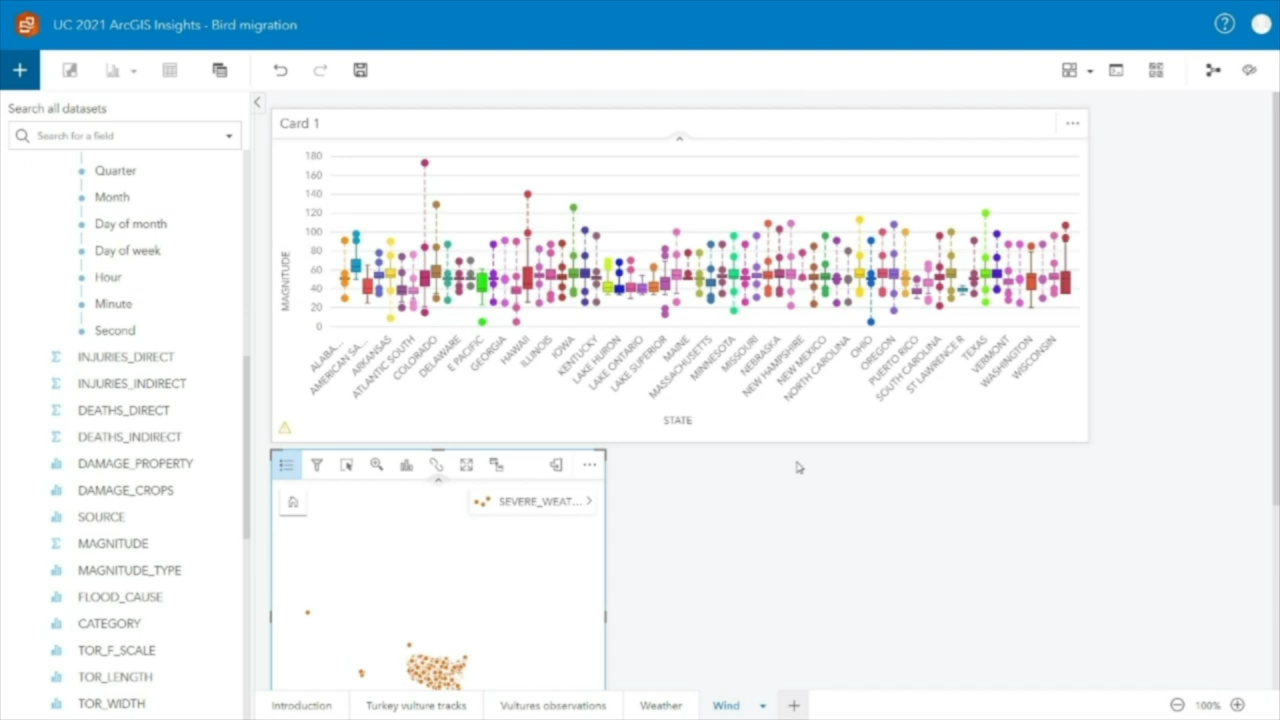 UC 2021 ArcGIS Insights - Bird migration
Search all datasets
Search for a field
Quarter
Month
Day of month
Day of week
Hour
Minute
Second
INJURIES_DIRECT
INJURIES_INDIRECT
DEATHS_DIRECT
DEATHS_INDIRECT
DAMAGE_PROPERTY
DAMAGE_CROPS
SOURCE
MAGNITUDE
MAGNITUDE_TYPE
FLOOD_CAUSE
CATEGORY
TOR_F_SCALE
TOR_LENGTH
TOR_WIDTH
Card 1
MAGNITUDE
180
160
140
120
100
80
60
40
20
0
ALABA...
AMERICAN SA...
ARKANSAS
ATLANTIC SOUTH
COLORADO
DELAWARE
E PACIFIC
GEORGIA
HAWAII
ILLINOIS
IOWA
KENTUCKY
LAKE HURON
LAKE ONTARIO
LAKE SUPERIOR
MAINE
MASSACHUSETTS
MINNESOTA
MISSOURI
NEBRASKA
NEW HAMPSHIRE
NEW MEXICO
NORTH CAROLINA
OHIO
OREGON
PUERTO RICO
SOUTH CAROLINA
ST LAWRENCE R
TEXAS
VERMONT
WASHINGTON
WISCONSIN
STATE
SEVERE_WEAT...
Introduction
Turkey vulture tracks
Vultures observations
Weather
Wind
100%